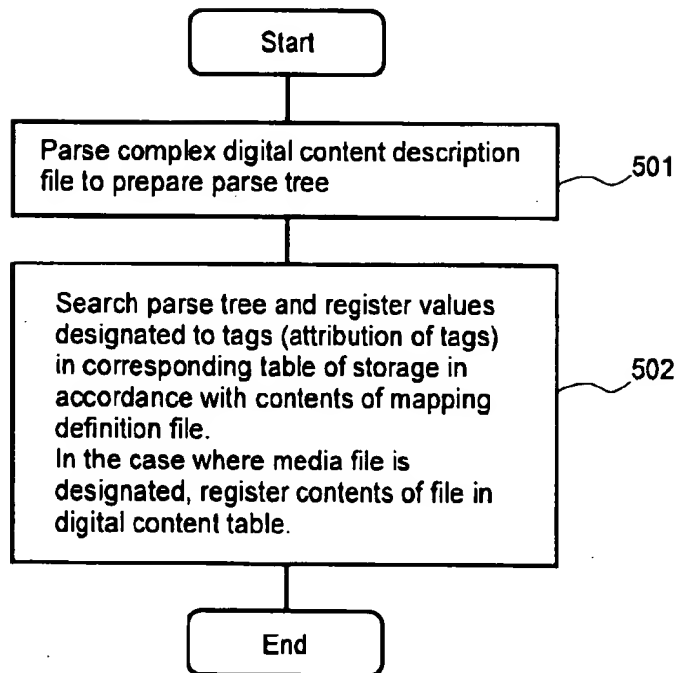 Start
Parse complex digital content description
file to prepare parse tree
501
Search parse tree and register values
designated to tags (attribution of tags)
in corresponding table of storage in
accordance with contents of mapping
definition file.
In the case where media file is
designated, register contents of file in
digital content table.
502
End